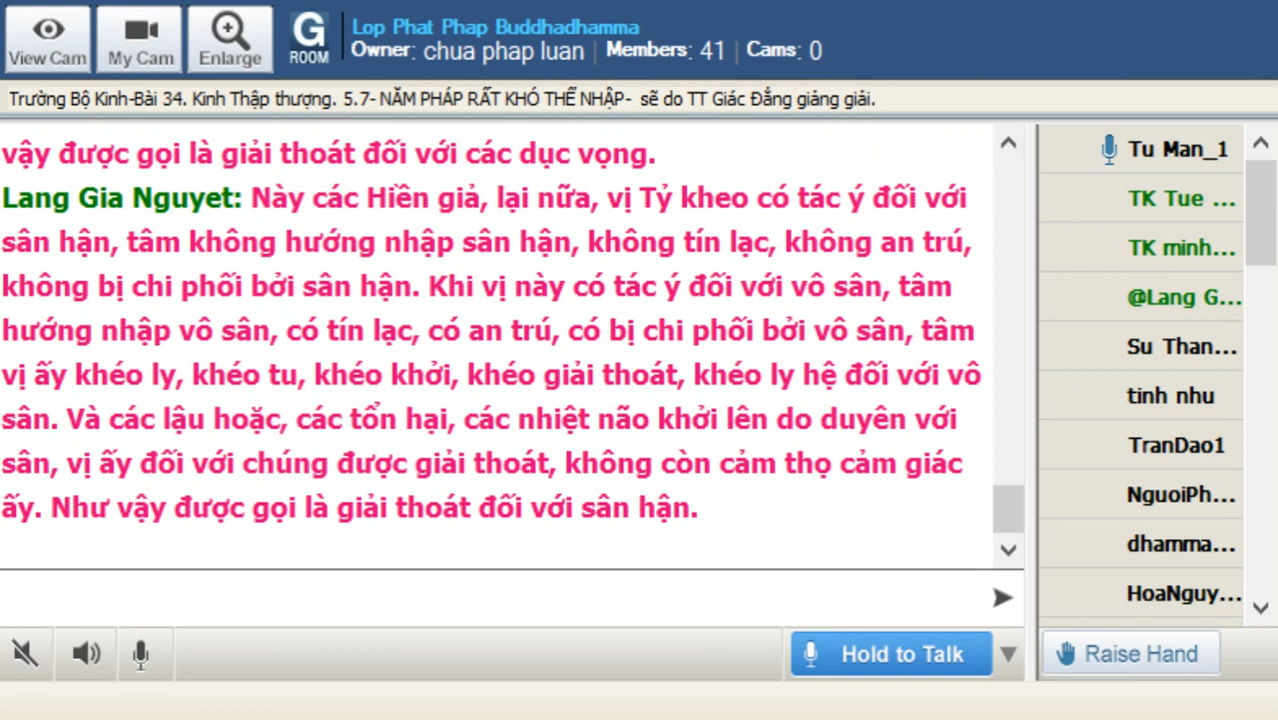 View Cam
My Cam
Enlarge
G
ROOM
Lop Phat Phap Buddhadhamma
Owner: chua phap luan | Members: 41 | Cams: 0
Trường Bộ Kinh-Bài 34. Kinh Thập thượng. 5.7- NĂM PHÁP RẤT KHÓ THỂ NHẬP- sẽ do TT Giác Đẳng giảng giải.
vậy được gọi là giải thoát đối với các dục vọng.
Lang Gia Nguyet: Này các Hiền giả, lại nữa, vị Tỷ kheo có tác ý đối với
sân hận, tâm không hướng nhập sân hận, không tín lạc, không an trú,
không bị chi phối bởi sân hận. Khi vị này có tác ý đối với vô sân, tâm
hướng nhập vô sân, có tín lạc, có an trú, có bị chi phối bởi vô sân, tâm
vị ấy khéo ly, khéo tu, khéo khởi, khéo giải thoát, khéo ly hệ đối với vô
sân. Và các lậu hoặc, các tổn hại, các nhiệt não khởi lên do duyên với
sân, vị ấy đối với chúng được giải thoát, không còn cảm thọ cảm giác
ấy. Như vậy được gọi là giải thoát đối với sân hận.
Tu Man_1
TK Tue ...
TK minh...
@Lang G...
Su Than...
tinh nhu
TranDao1
NguoiPh...
dhamma...
HoaNguy...
Hold to Talk
Raise Hand